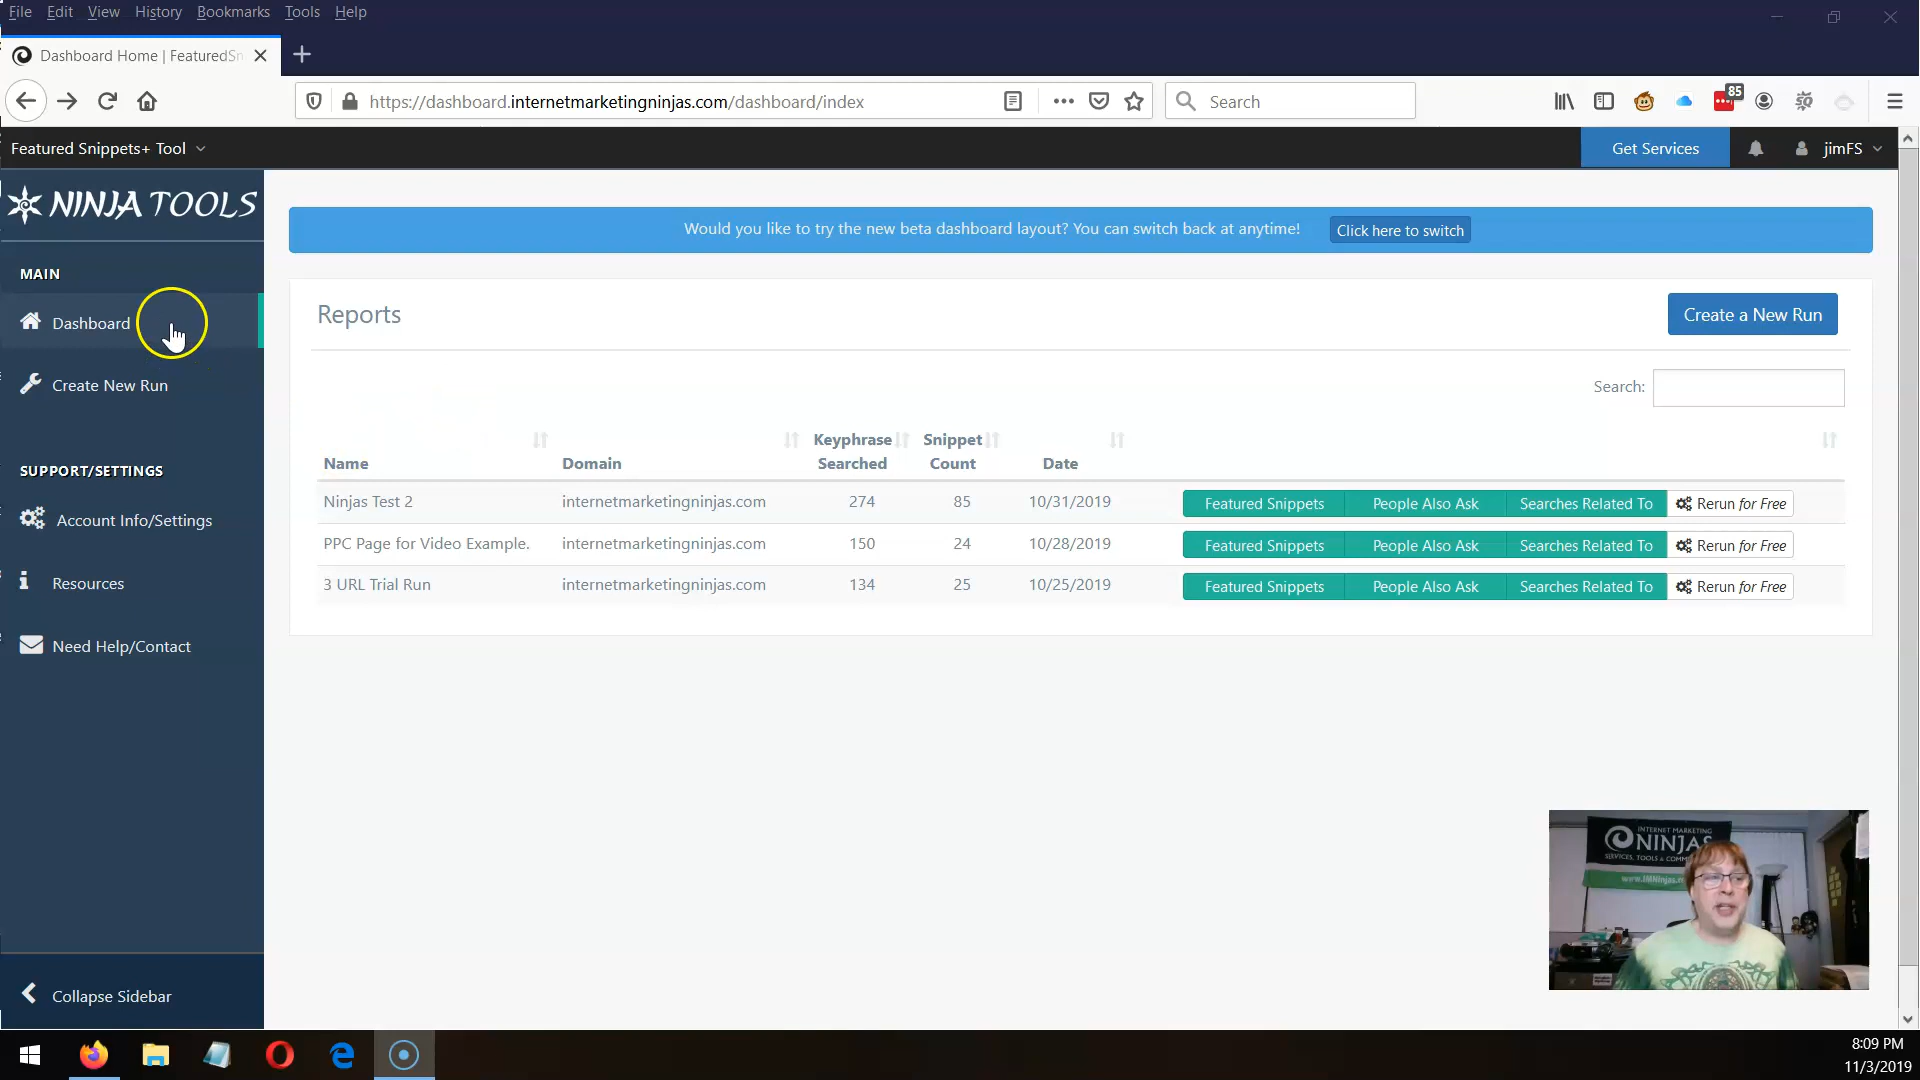 File Edit View History Bookmarks Tools Help
Dashboard Home | FeaturedSn
https://dashboard.internetmarketingninjas.com/dashboard/index
Search
85
Featured Snippets+ Tool
Get Services
jimFS
NINJA TOOLS
Would you like to try the new beta dashboard layout? You can switch back at anytime!
Click here to switch
MAIN
Dashboard
Create New Run
SUPPORT/SETTINGS
Account Info/Settings
Resources
Need Help/Contact
Collapse Sidebar
Reports
Create a New Run
Search:
Name Domain Keyphrase Searched Snippet Count Date
Ninjas Test 2 internetmarketingninjas.com 274 85 10/31/2019 Featured Snippets People Also Ask Searches Related To Rerun for Free
PPC Page for Video Example. internetmarketingninjas.com 150 24 10/28/2019 Featured Snippets People Also Ask Searches Related To Rerun for Free
3 URL Trial Run internetmarketingninjas.com 134 25 10/25/2019 Featured Snippets People Also Ask Searches Related To Rerun for Free
INTERNET MARKETING
NINJAS
SERVICES, TOOLS &
8:09 PM
11/3/2019